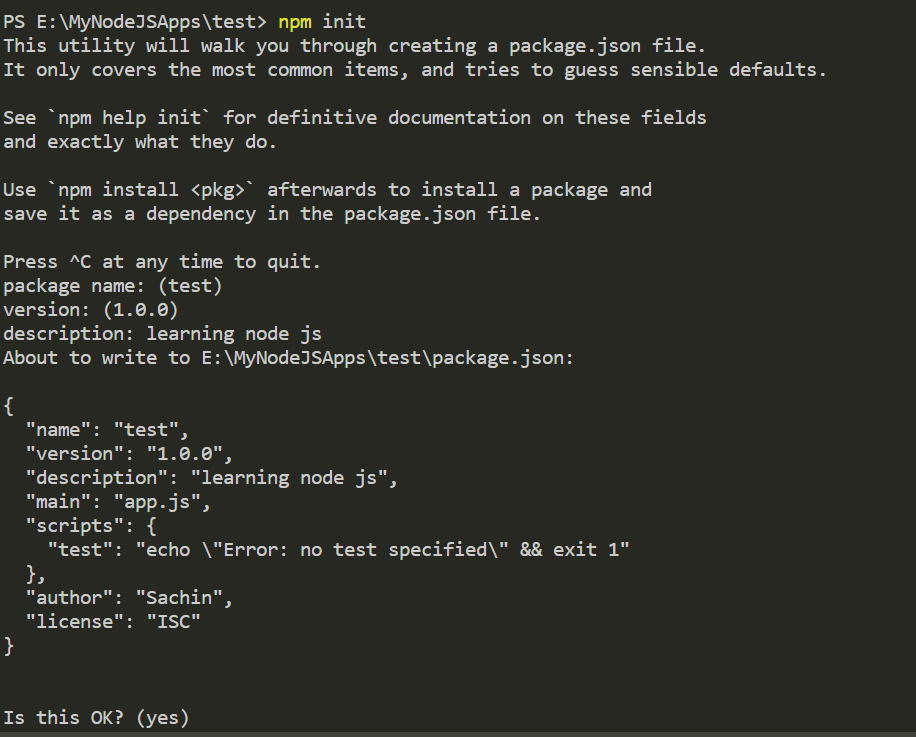 PS E:\MyNodeJSApps\test> npm init
This utility will walk you through creating a package.json file.
It only covers the most common items, and tries to guess sensible defaults.

See `npm help init` for definitive documentation on these fields
and exactly what they do.

Use `npm install <pkg>` afterwards to install a package and
save it as a dependency in the package.json file.

Press ^C at any time to quit.
package name: (test)
version: (1.0.0)
description: learning node js
About to write to E:\MyNodeJSApps\test\package.json:

{
  "name": "test",
  "version": "1.0.0",
  "description": "learning node js",
  "main": "app.js",
  "scripts": {
    "test": "echo \"Error: no test specified\" && exit 1"
  },
  "author": "Sachin",
  "license": "ISC"
}


Is this OK? (yes)